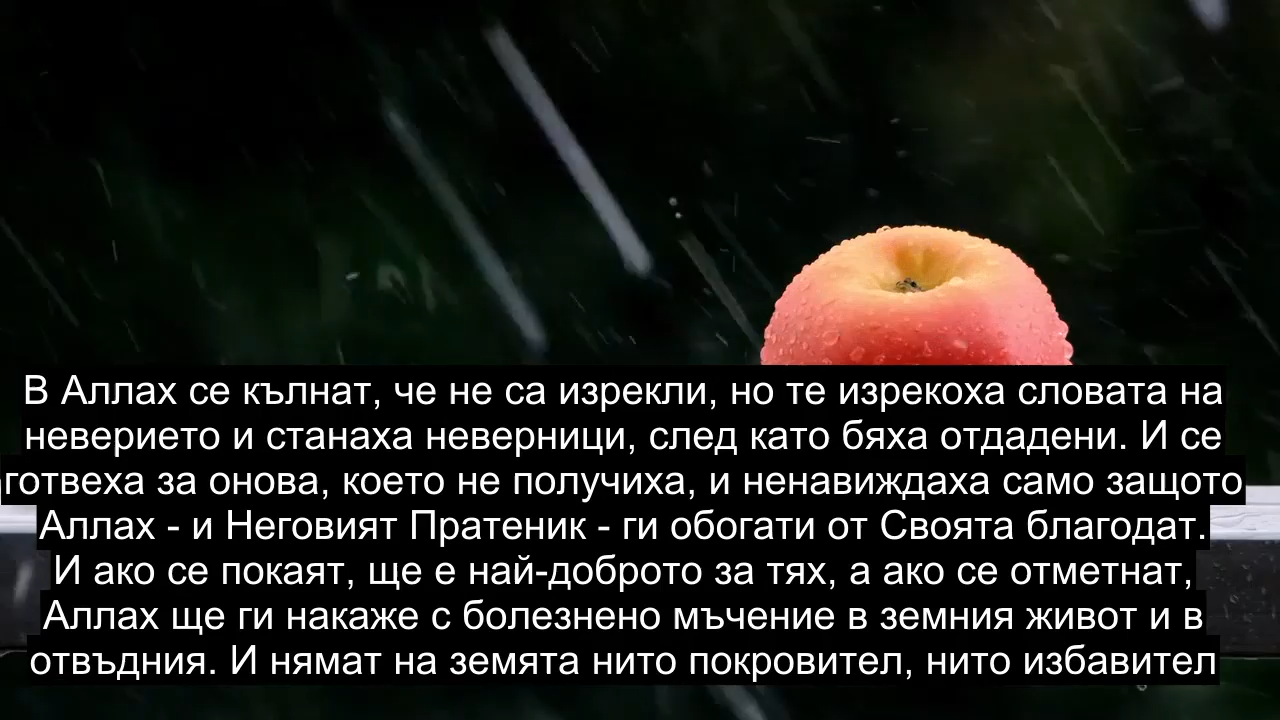 В Аллах се кълнат, че не са изрекли, но те изрекоха словата на
неверието и станаха неверници, след като бяха отдадени. И се
готвеха за онова, което не получиха, и ненавиждаха само защото
Аллах - и Неговият Пратеник - ги обогати от Своята благодат.
И ако се покаят, ще е най-доброто за тях, а ако се отметнат,
Аллах ще ги накаже с болезнено мъчение в земния живот и в
отвъдния. И нямат на земята нито покровител, нито избавител